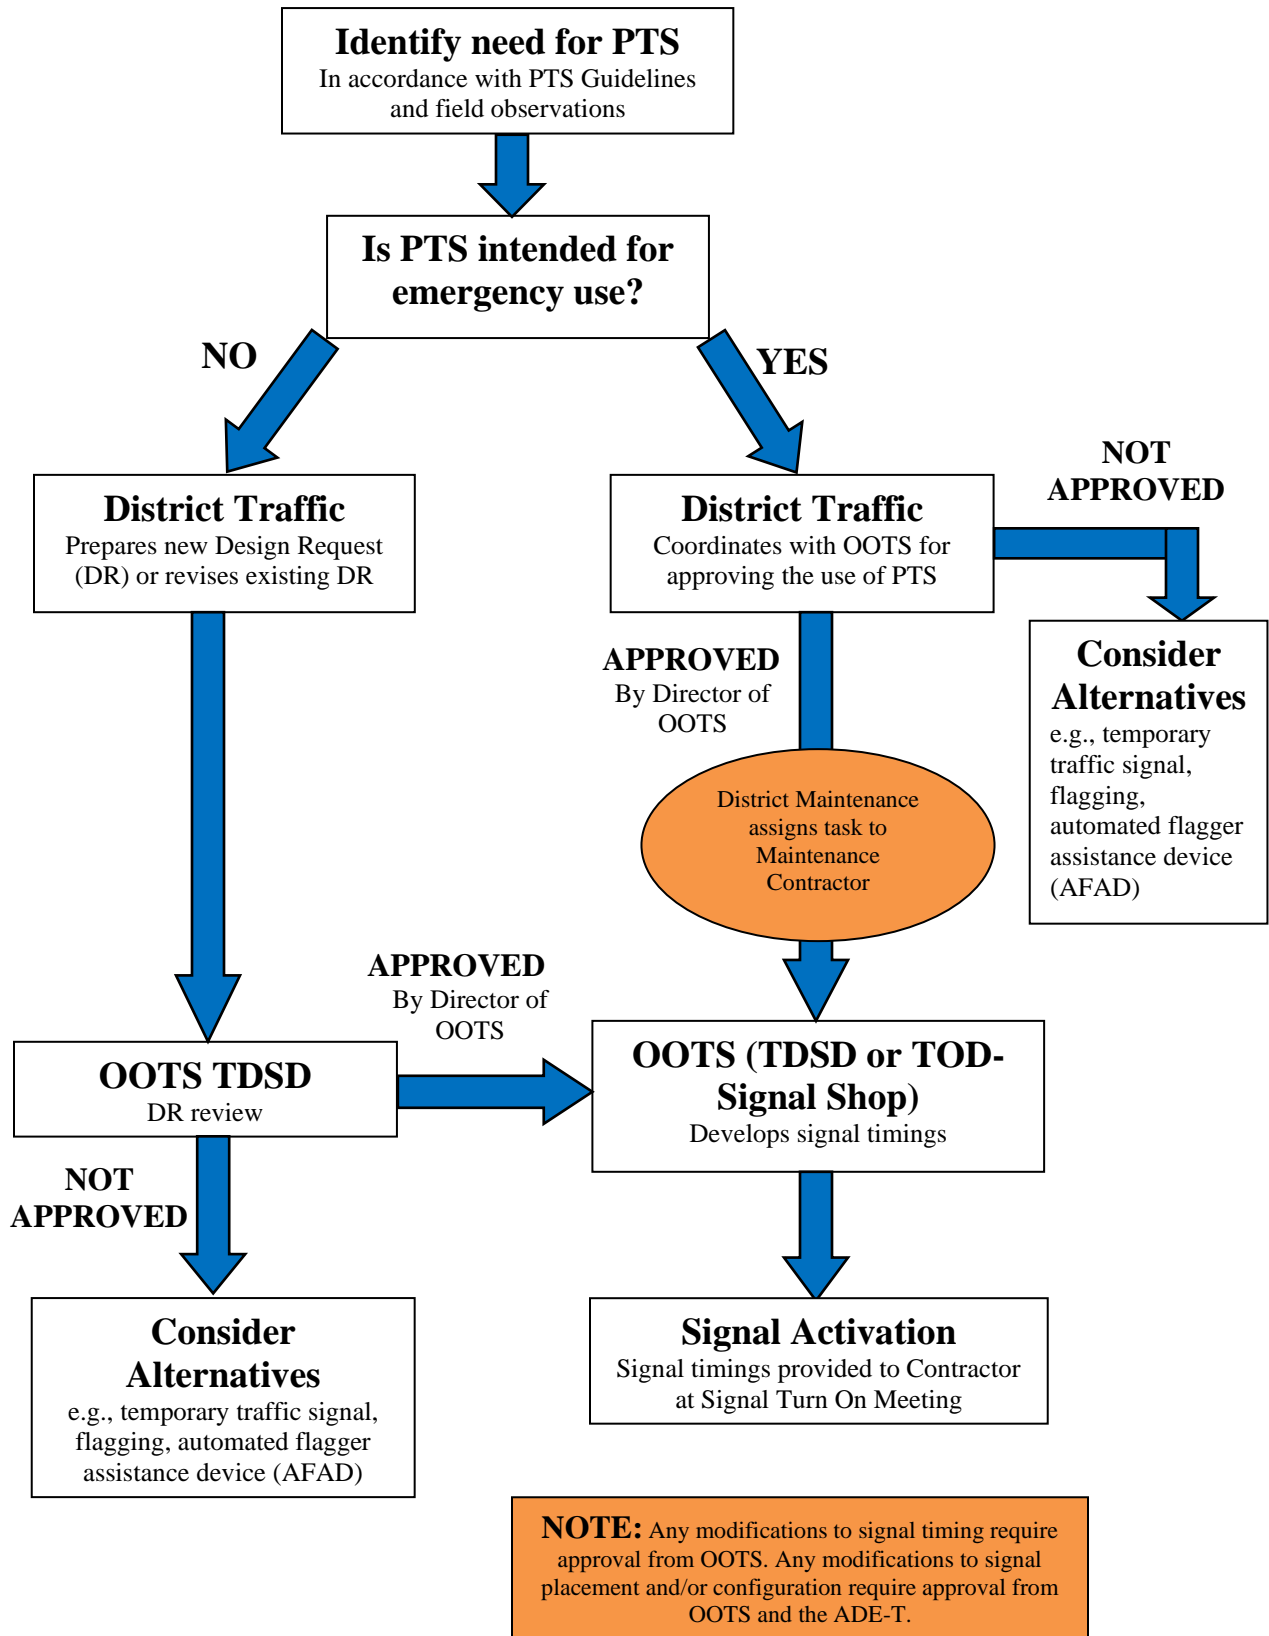 Identify need for PTS
In accordance with PTS Guidelines
and field observations
Is PTS intended for
emergency use?
NO
YES
District Traffic
Prepares new Design Request
(DR) or revises existing DR
District Traffic
Coordinates with OOTS for
approving the use of PTS
NOT
APPROVED
APPROVED
By Director of
OOTS
Consider
Alternatives
e.g., temporary
traffic signal,
flagging,
automated flagger
assistance device
(AFAD)
District Maintenance
assigns task to
Maintenance
Contractor
APPROVED
By Director of
OOTS
OOTS TDSD
DR review
OOTS (TDSD or TOD-
Signal Shop)
Develops signal timings
NOT
APPROVED
Consider
Alternatives
e.g., temporary traffic signal,
flagging, automated flagger
assistance device (AFAD)
Signal Activation
Signal timings provided to Contractor
at Signal Turn On Meeting
NOTE: Any modifications to signal timing require
approval from OOTS. Any modifications to signal
placement and/or configuration require approval from
OOTS and the ADE-T.